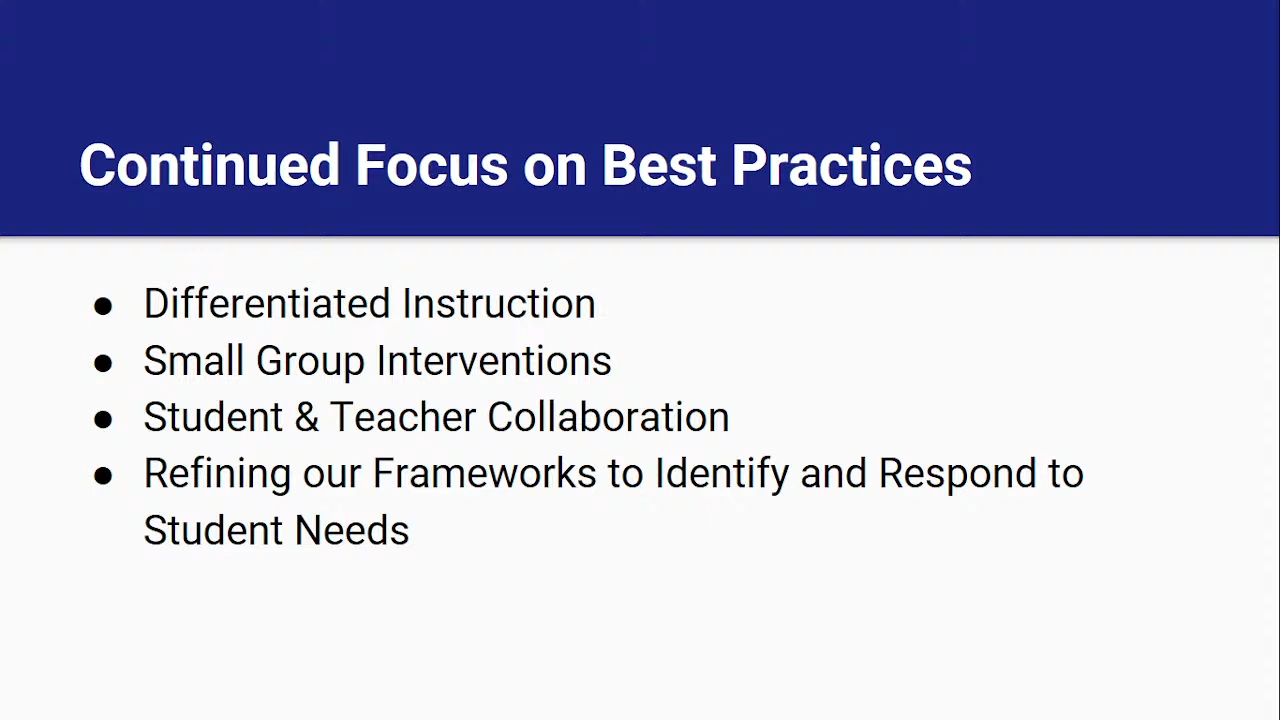 Continued Focus on Best Practices
● Differentiated Instruction
● Small Group Interventions
● Student & Teacher Collaboration
● Refining our Frameworks to Identify and Respond to
Student Needs